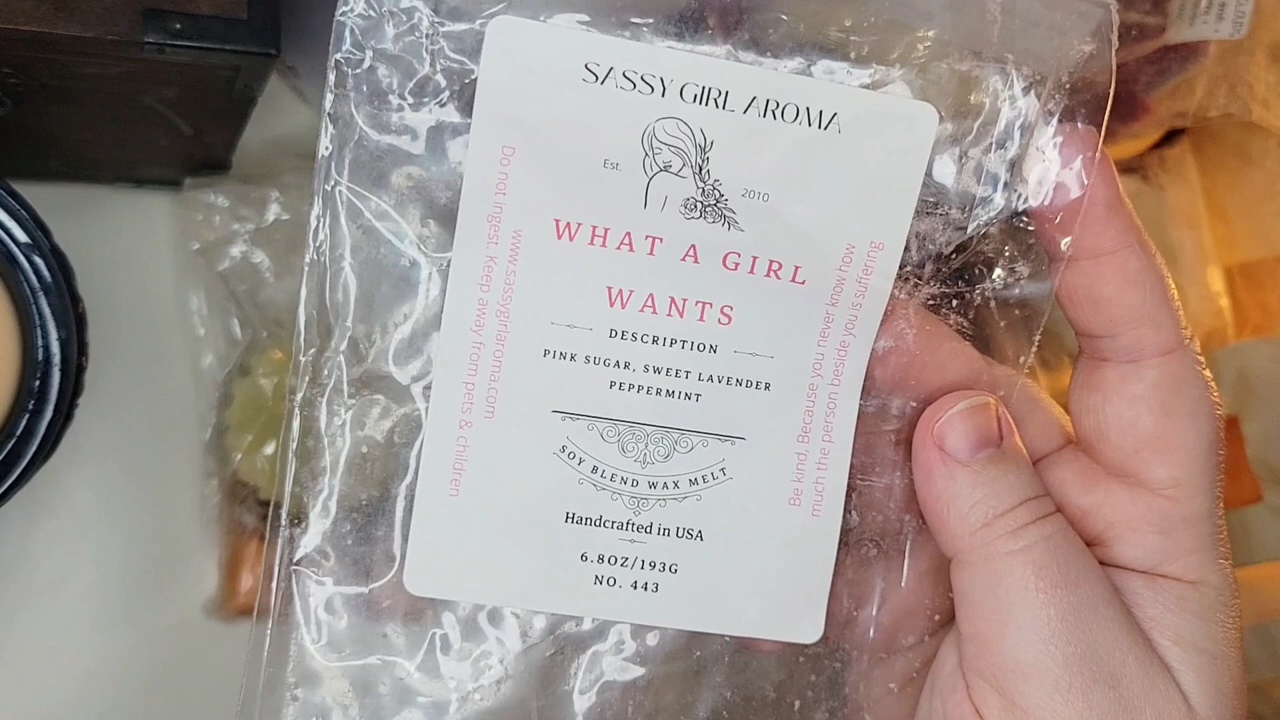 SASSY GIRL AROMA
Est.
2010
WHAT A GIRL
WANTS
DESCRIPTION
PINK SUGAR, SWEET LAVENDER
PEPPERMINT
SOY BLEND WAX MELT
Handcrafted in USA
6.8OZ/193G
NO. 443
www.sassygirlaroma.com
Do not ingest. Keep away from pets & children
Be kind, Because you never know how
much the person beside you is suffering